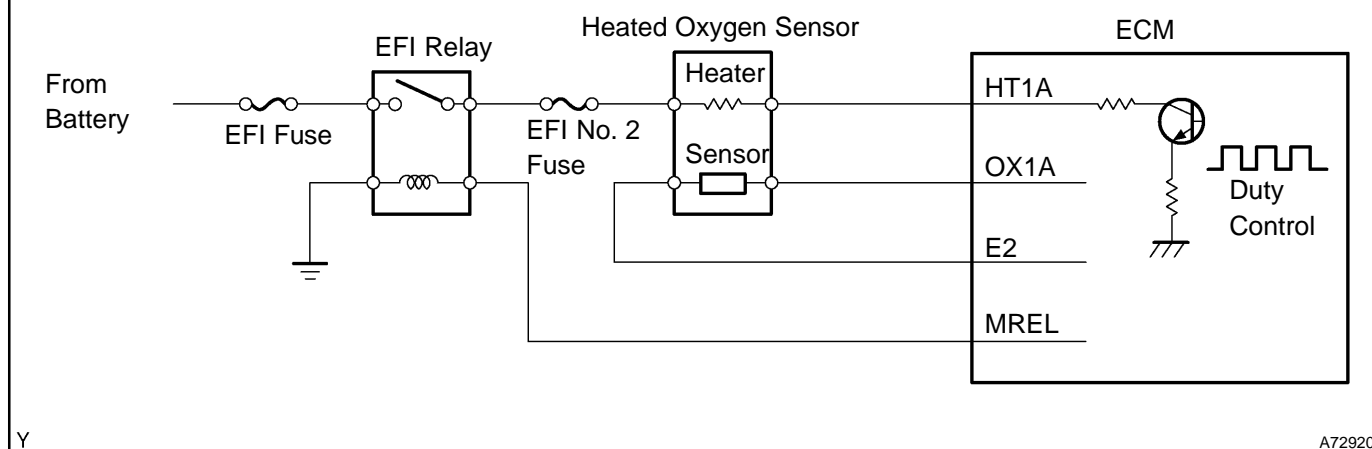 Heated Oxygen Sensor
ECM
EFI Relay
From
Battery
EFI Fuse
EFI No. 2
Fuse
Heater
Sensor
HT1A
OX1A
E2
MREL
Duty
Control
Y
A72920